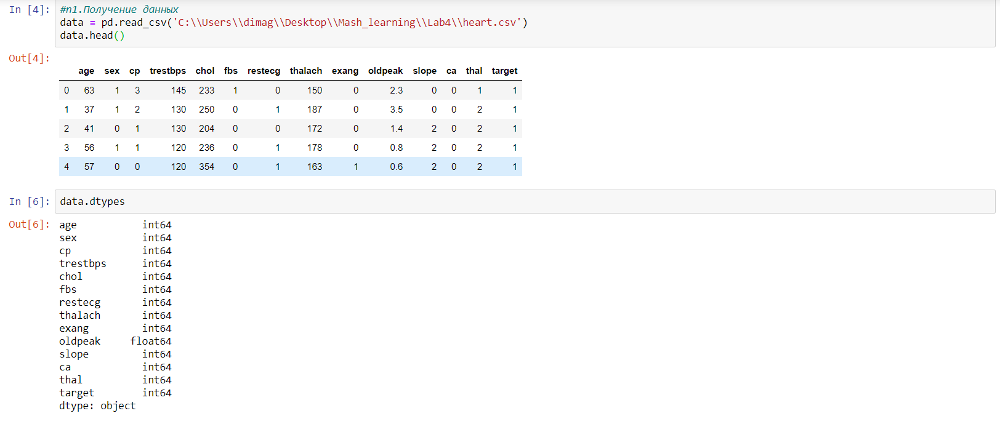 In [4]: #п1.Получение данных
data = pd.read_csv('C:\\Users\\dimag\\Desktop\\Mash_learning\\Lab4\\heart.csv')
data.head()
Out[4]:
age sex cp trestbps chol fbs restecg thalach exang oldpeak slope ca thal target
0 63 1 3 145 233 1 0 150 0 2.3 0 0 1 1
1 37 1 2 130 250 0 1 187 0 3.5 0 0 2 1
2 41 0 1 130 204 0 0 172 0 1.4 2 0 2 1
3 56 1 1 120 236 0 1 178 0 0.8 2 0 2 1
4 57 0 0 120 354 0 1 163 1 0.6 2 0 2 1
In [6]: data.dtypes
Out[6]: age int64
sex int64
cp int64
trestbps int64
chol int64
fbs int64
restecg int64
thalach int64
exang int64
oldpeak float64
slope int64
ca int64
thal int64
target int64
dtype: object